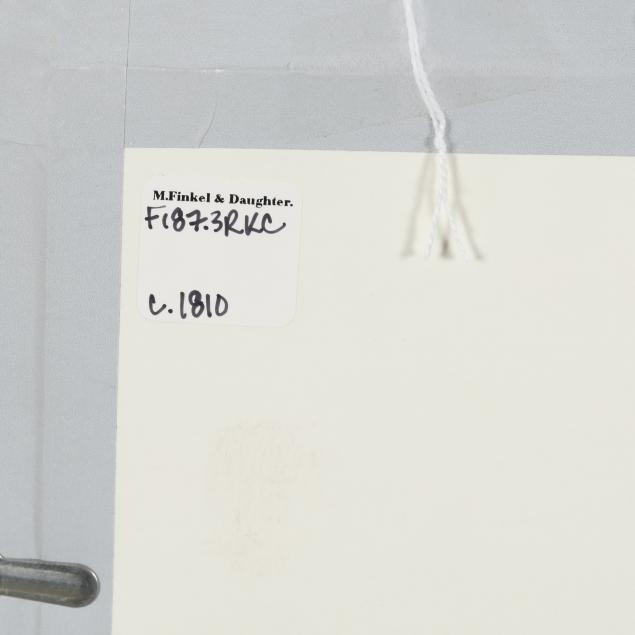 M.Finkel & Daughter.
F187.3RKC
c.1810